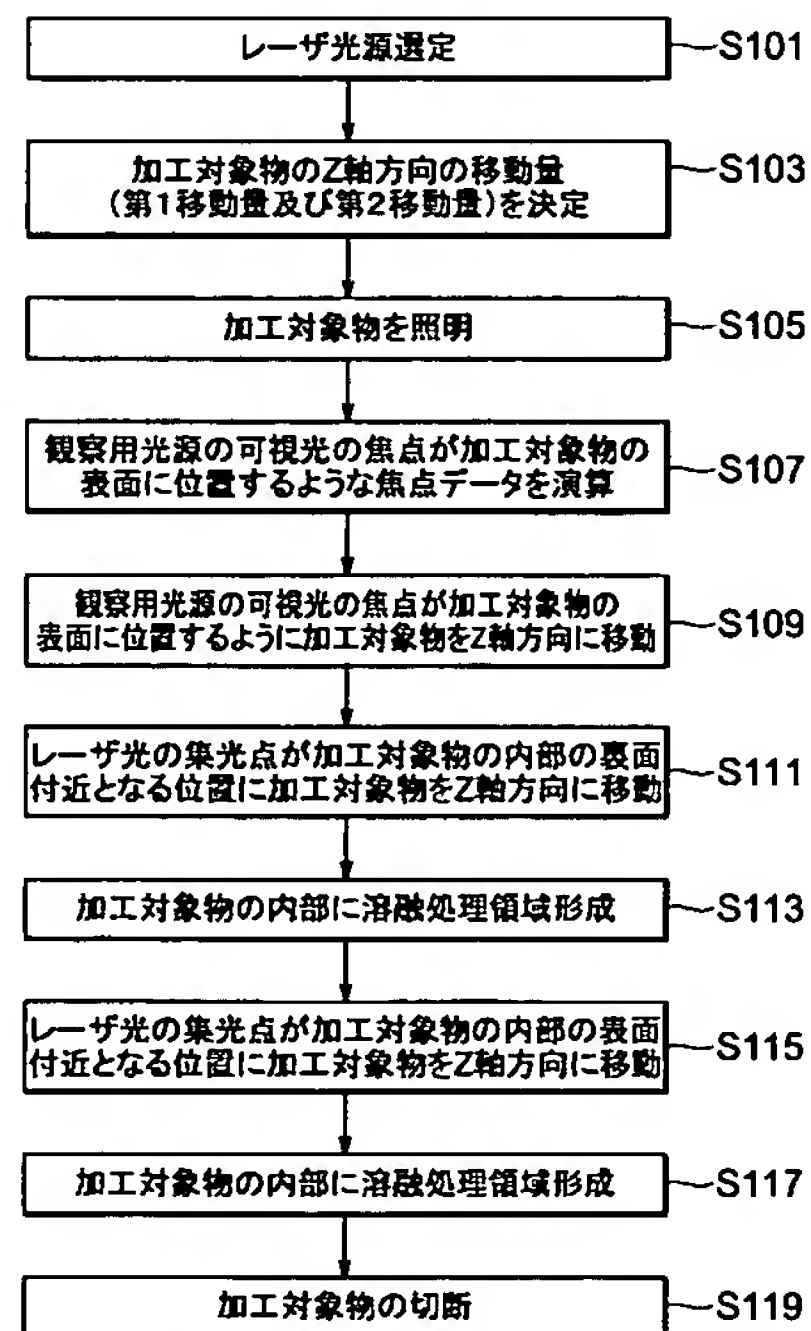 レーザ光源選定
S101
加工対象物のZ軸方向の移動量
(第1移動量及び第2移動量)を決定
S103
加工対象物を照明
S105
観察用光源の可視光の焦点が加工対象物の
表面に位置するような焦点データを演算
S107
観察用光源の可視光の焦点が加工対象物の
表面に位置するように加工対象物をZ軸方向に移動
S109
レーザ光の集光点が加工対象物の内部の裏面
付近となる位置に加工対象物をZ軸方向に移動
S111
加工対象物の内部に溶融処理領域形成
S113
レーザ光の集光点が加工対象物の内部の表面
付近となる位置に加工対象物をZ軸方向に移動
S115
加工対象物の内部に溶融処理領域形成
S117
加工対象物の切断
S119